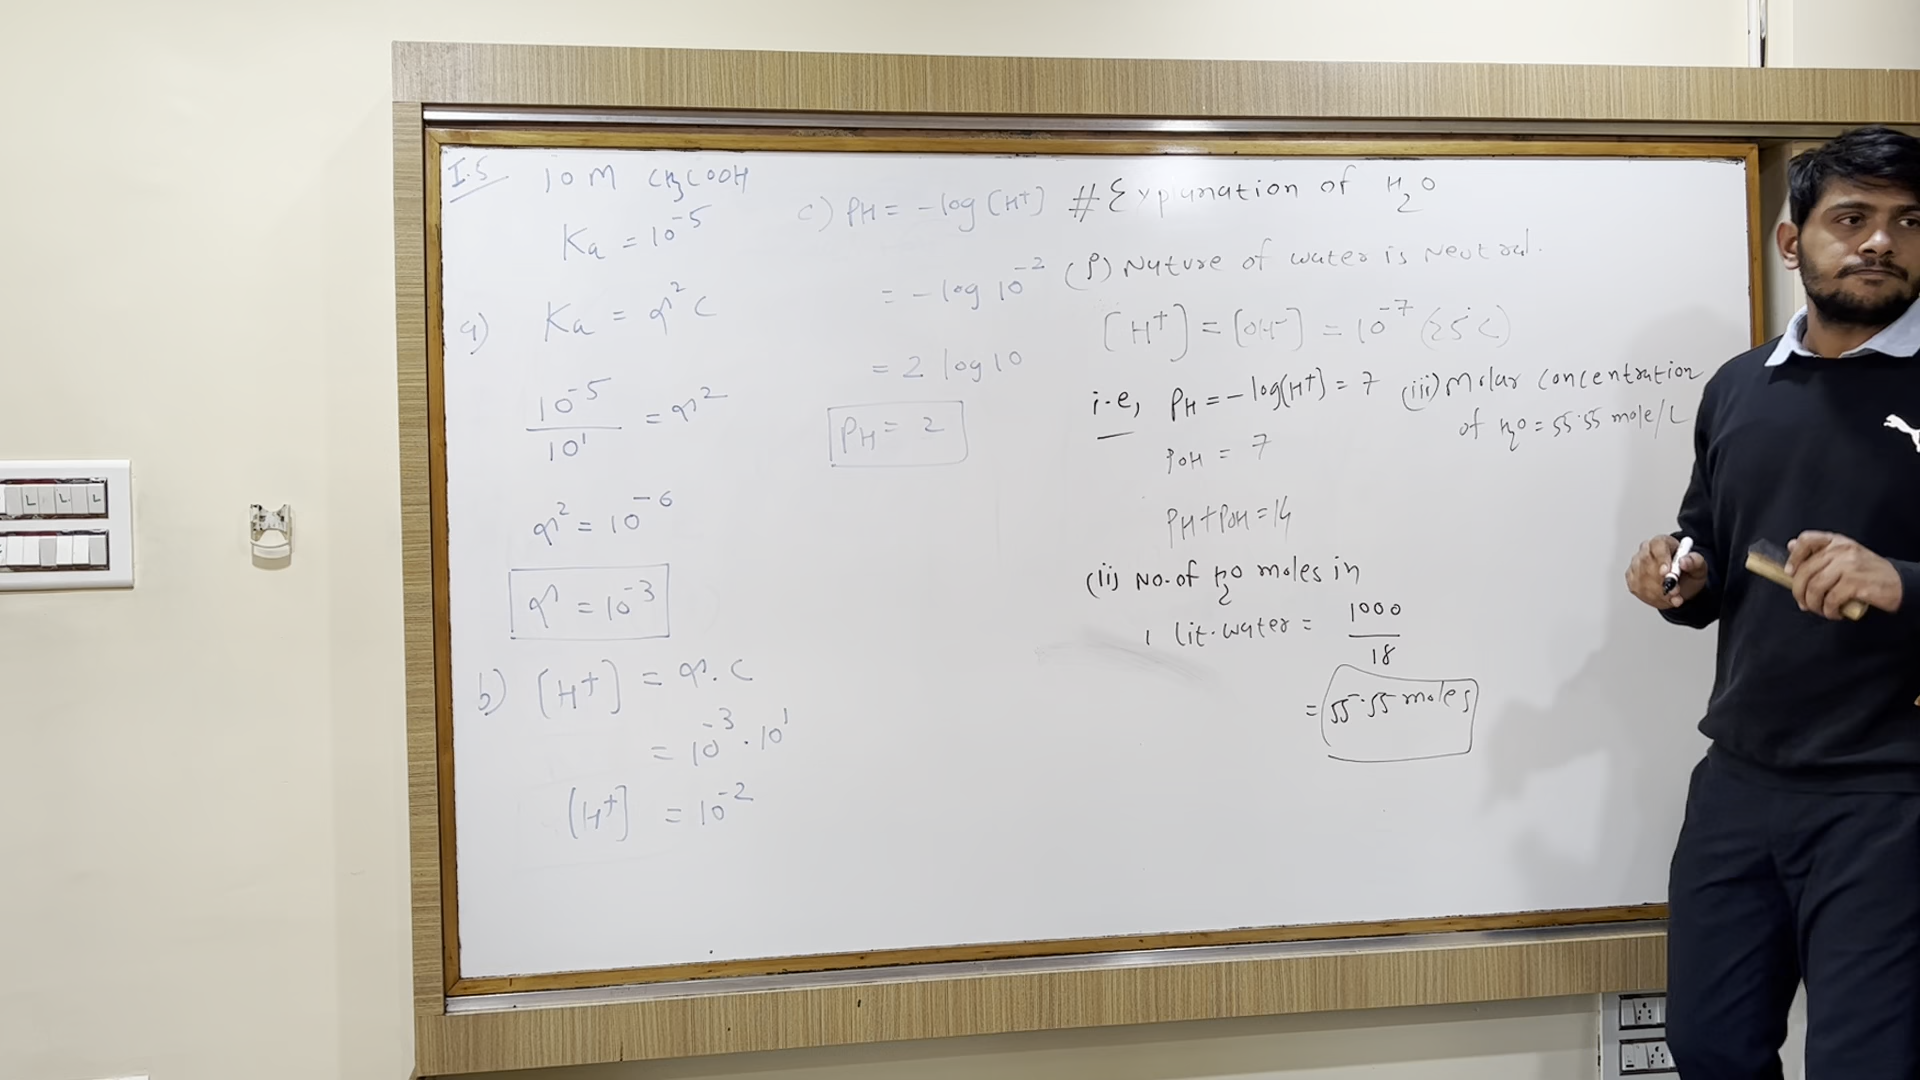 I.5 10 M CH3COOH
Ka = 10^-5
a) Ka = α^2 C
10^-5 / 10^1 = α^2
α^2 = 10^-6
α = 10^-3
b) [H+] = α.C
= 10^-3 . 10^1
[H+] = 10^-2
c) PH = -log [H+]
= -log 10^-2
= 2 log 10
PH = 2
# Explanation of H2O
(i) Nature of water is Neutral.
[H+] = [OH-] = 10^-7 (25°C)
i.e, PH = -log(H+) = 7
POH = 7
PH + POH = 14
(ii) No. of H2O moles in
1 lit. water = 1000 / 18
= 55.55 moles
(iii) Molar concentration
of H2O = 55.55 mole/L
L L L